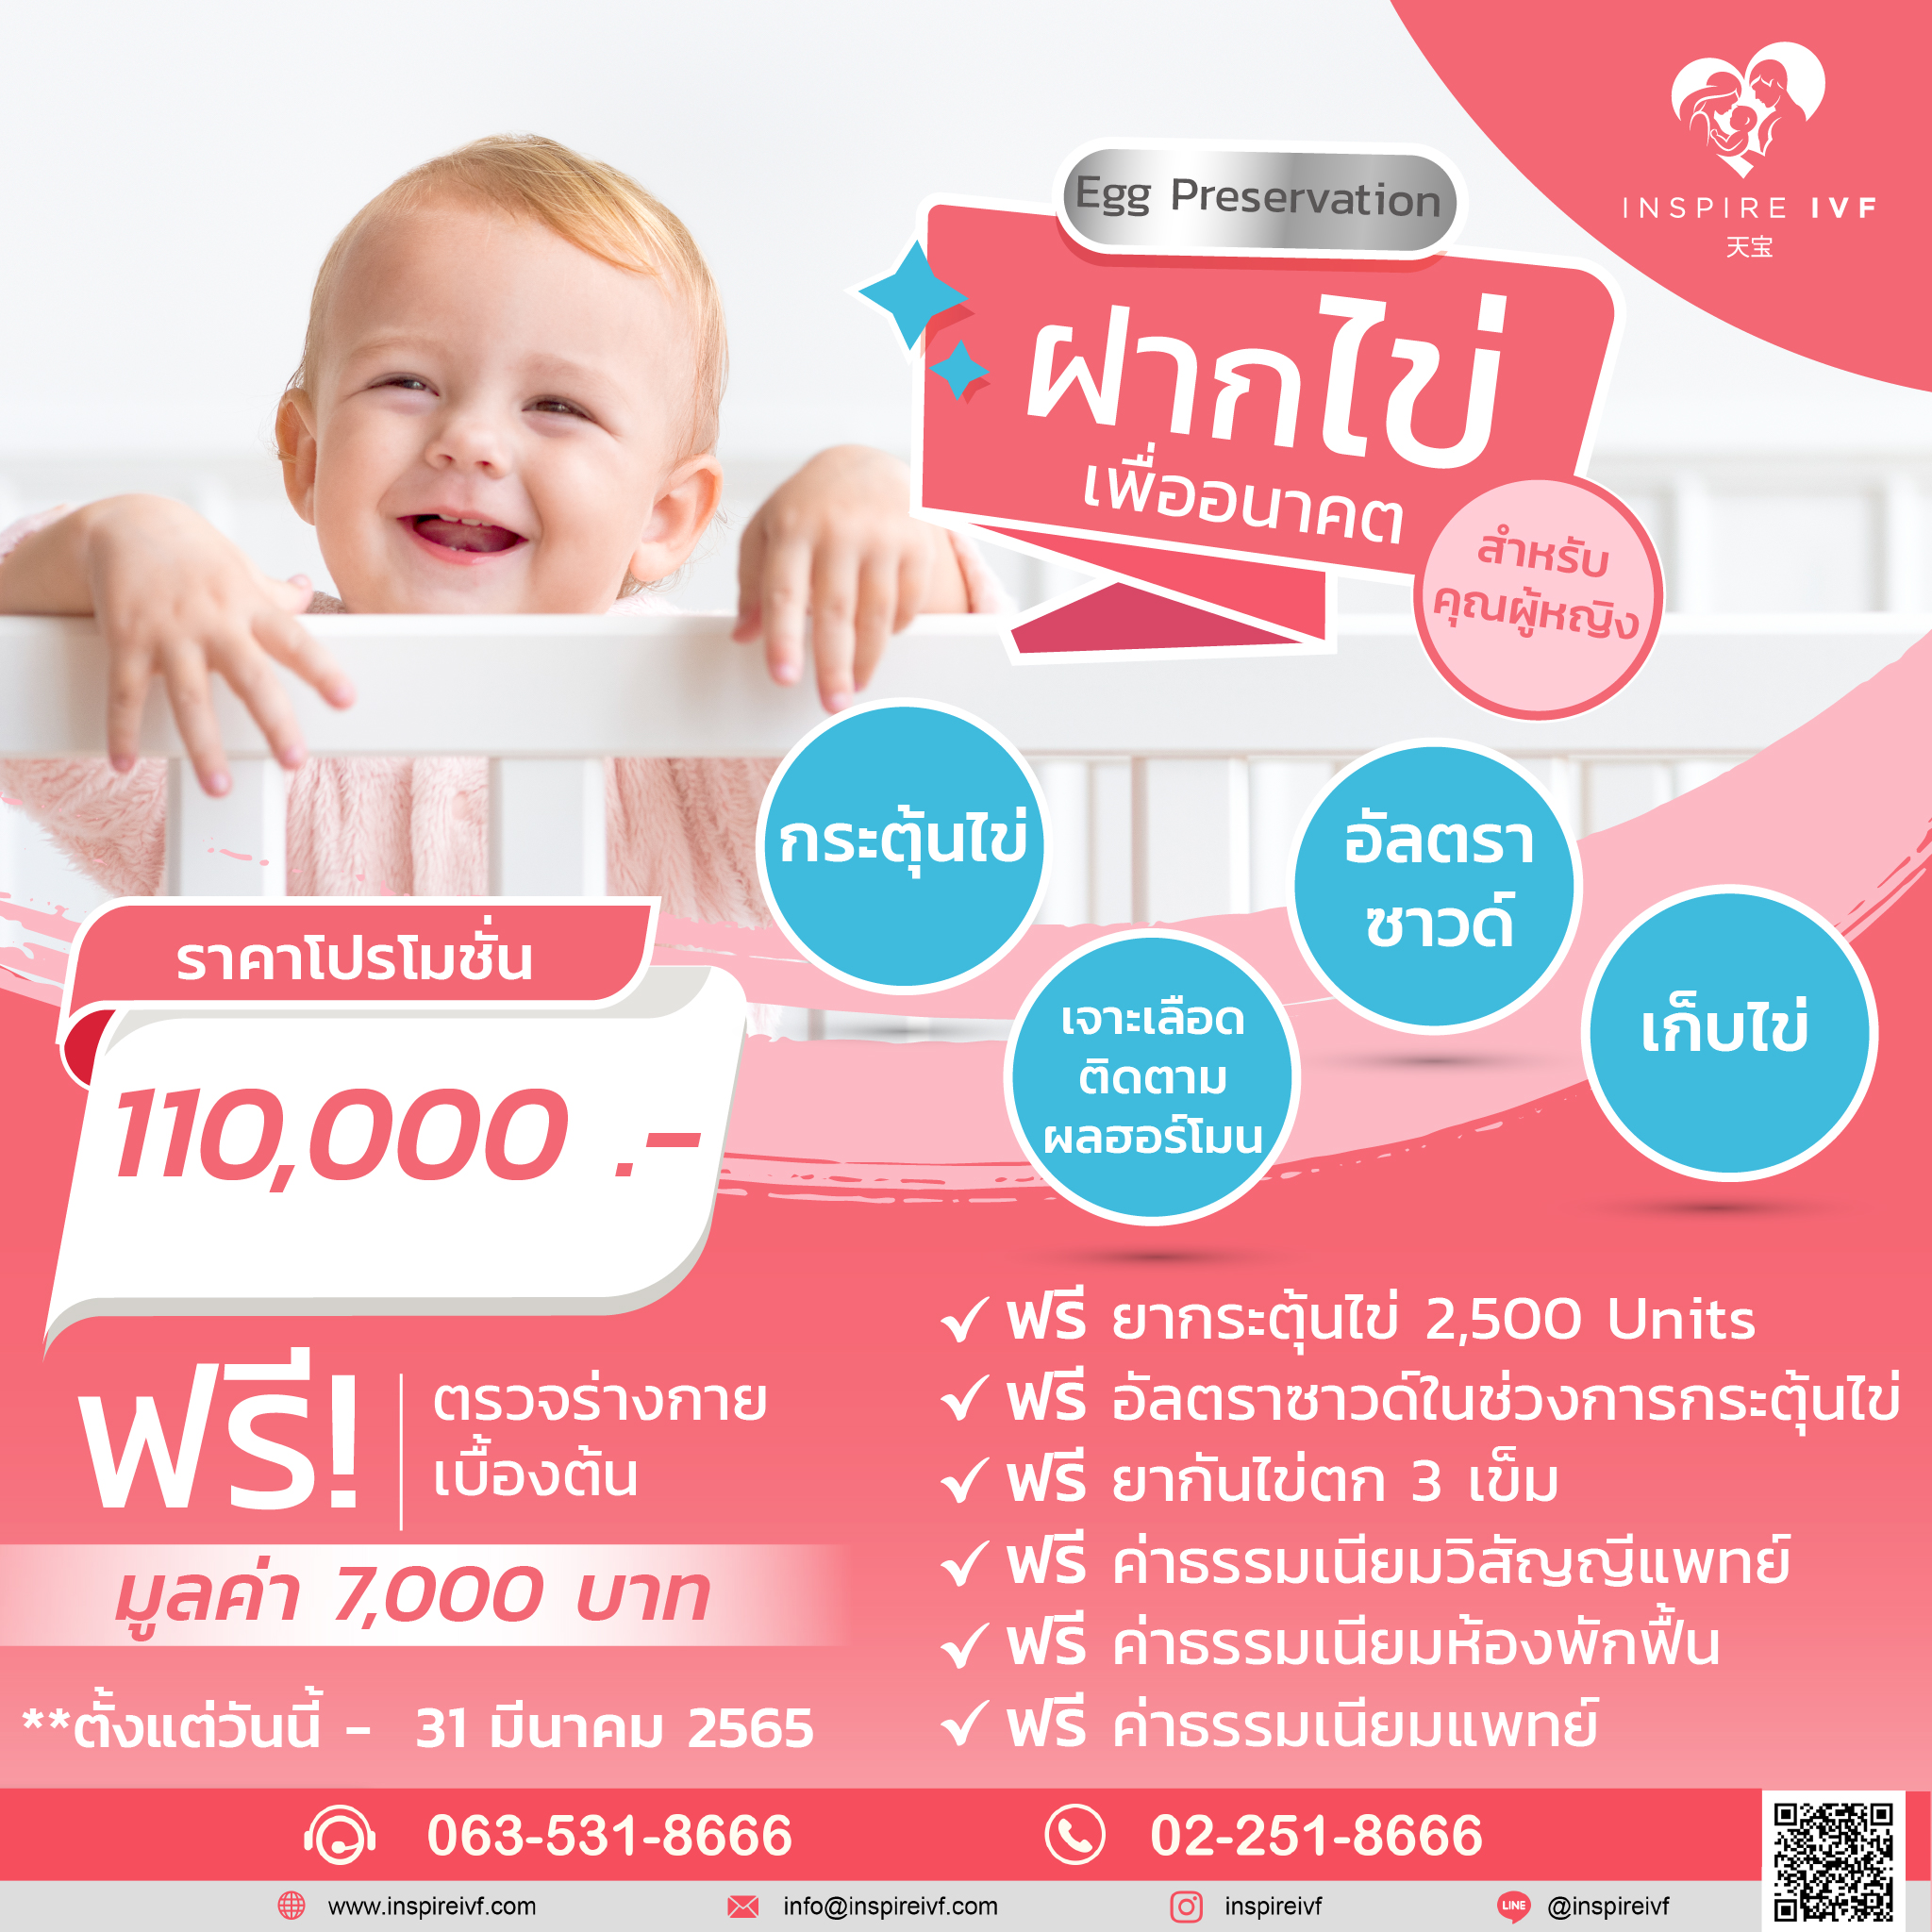 INSPIRE IVF
天宝
Egg Preservation
ฝากไข่
เพื่ออนาคต
สำหรับ
คุณผู้หญิง
กระตุ้นไข่
เจาะเลือด
ติดตาม
ผลฮอร์โมน
อัลตรา
ซาวด์
เก็บไข่
ราคาโปรโมชั่น
110,000 .-
ฟรี!
ตรวจร่างกาย
เบื้องต้น
มูลค่า 7,000 บาท
**ตั้งแต่วันนี้ - 31 มีนาคม 2565
ฟรี ยากระตุ้นไข่ 2,500 Units
ฟรี อัลตราซาวด์ในช่วงการกระตุ้นไข่
ฟรี ยากันไข่ตก 3 เข็ม
ฟรี ค่าธรรมเนียมวิสัญญีแพทย์
ฟรี ค่าธรรมเนียมห้องพักฟื้น
ฟรี ค่าธรรมเนียมแพทย์
063-531-8666
02-251-8666
www.inspireivf.com
info@inspireivf.com
inspireivf
LINE @inspireivf